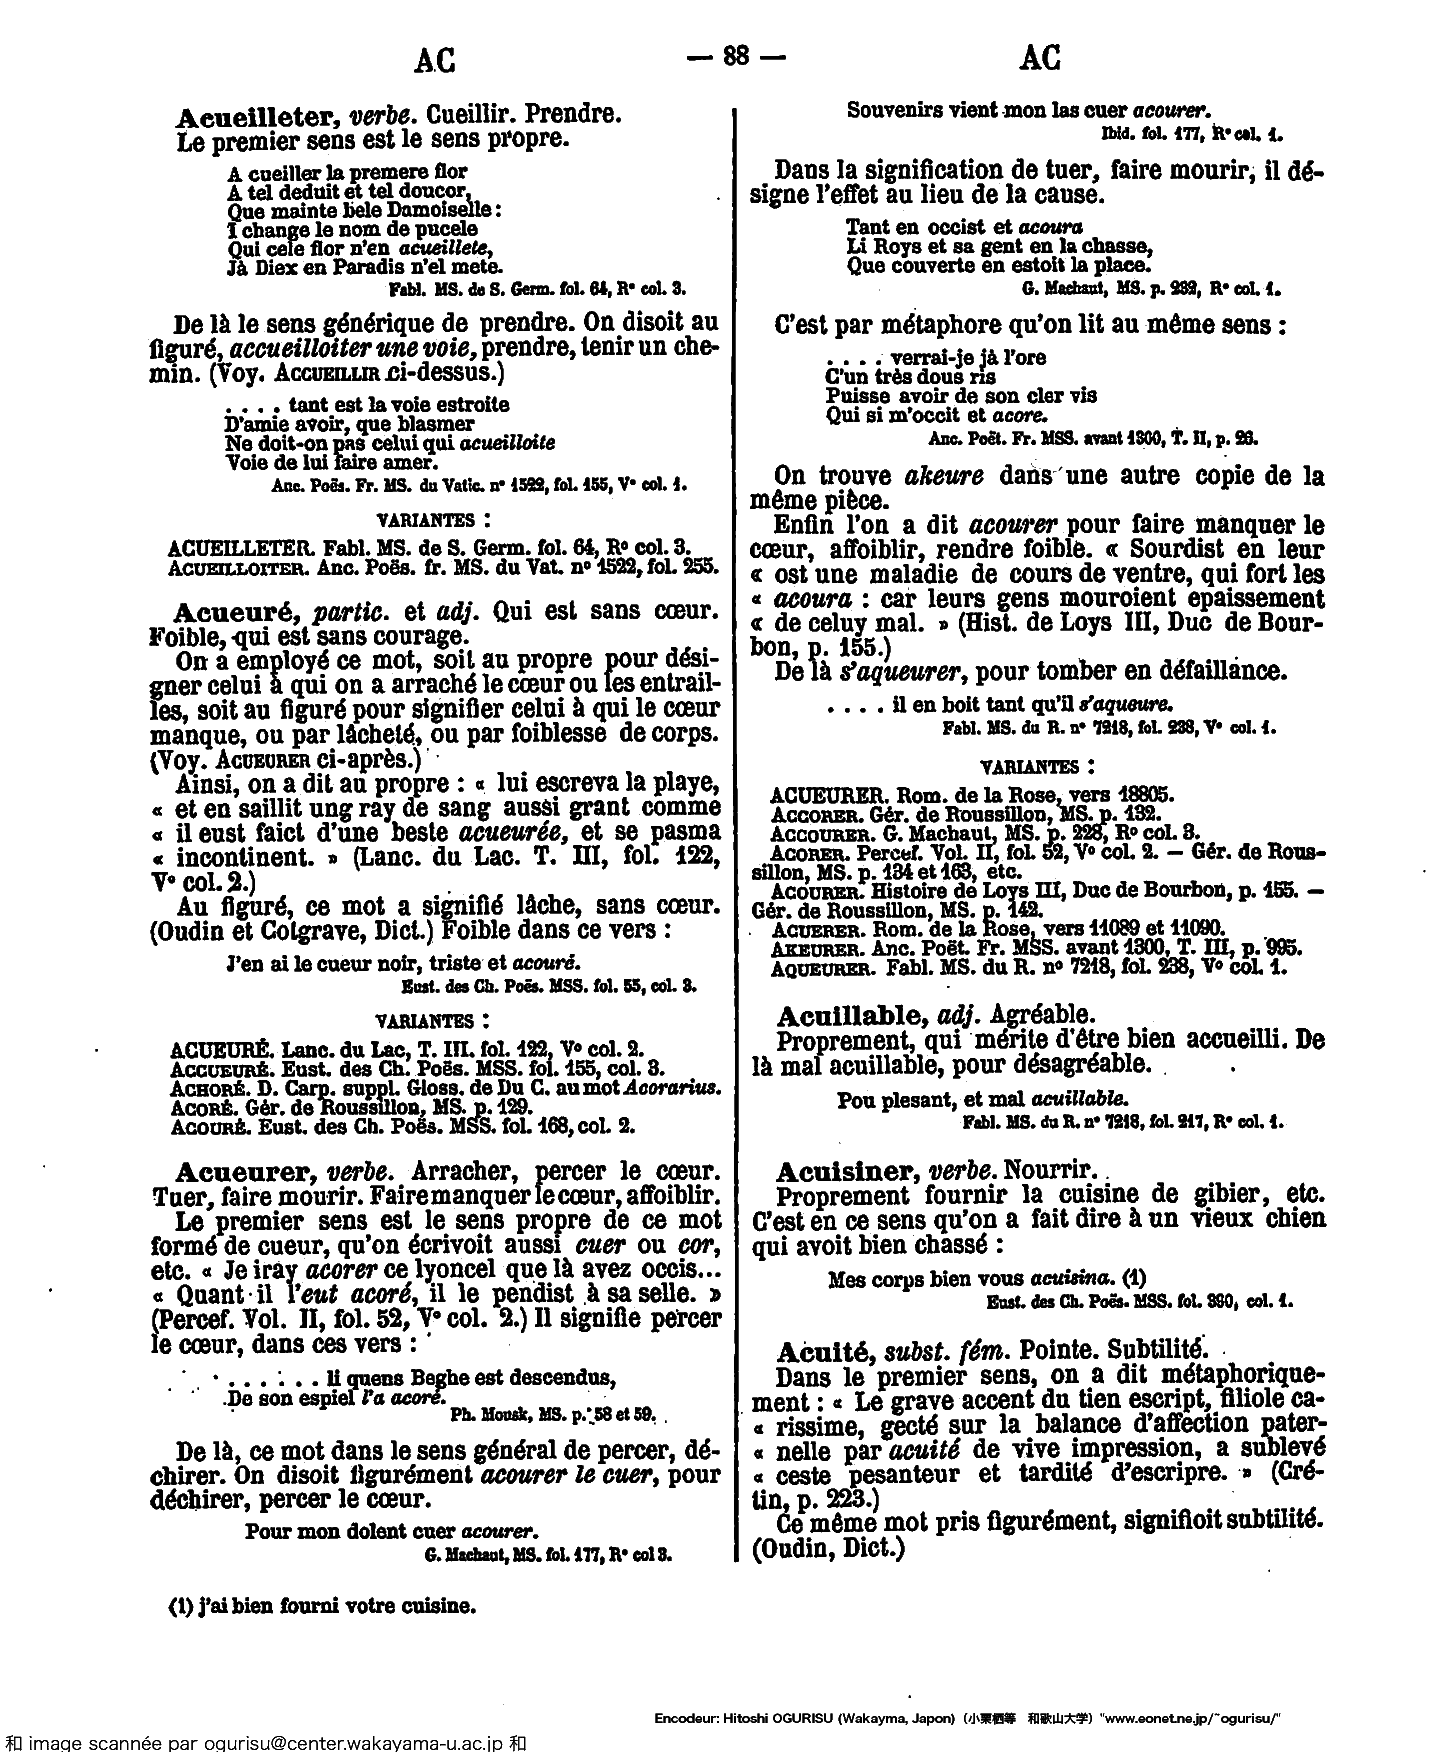 AC — 88 — AC
Acueilleter, verbe. Cueillir. Prendre.
Le premier sens est le sens propre.
A cueiller la premere flor
A tel deduit et tel doucor,
Que mainte bele Damoiselle :
I change le nom de pucele
Qui cele flor n'en acueillete,
Jà Diex en Paradis n'el mete.
Fabl. MS. de S. Germ. fol. 64, R° col. 3.
De là le sens générique de prendre. On disoit au
figuré, accueilloiter une voie, prendre, tenir un che-
min. (Voy. ACCUEILLIR ci-dessus.)
. . . . tant est la voie estroite
D'amie avoir, que blasmer
Ne doit-on pas celui qui acueilloite
Voie de lui faire amer.
Anc. Poës. Fr. MS. du Vatic. n° 1522, fol. 155, V° col. 1.
VARIANTES :
ACUEILLETER. Fabl. MS. de S. Germ. fol. 64, R° col. 3.
ACUEILLOITER. Anc. Poës. fr. MS. du Vat. n° 1522, fol. 255.
Acueuré, partic. et adj. Qui est sans cœur.
Foible, qui est sans courage.
On a employé ce mot, soit au propre pour dési-
gner celui à qui on a arraché le cœur ou les entrail-
les, soit au figuré pour signifier celui à qui le cœur
manque, ou par lâcheté, ou par foiblesse de corps.
(Voy. ACUEURER ci-après.)
Ainsi, on a dit au propre : « lui escreva la playe,
« et en saillit ung ray de sang aussi grant comme
« il eust faict d'une beste acueurée, et se pasma
« incontinent. » (Lanc. du Lac. T. III, fol. 122,
V° col. 2.)
Au figuré, ce mot a signifié lâche, sans cœur.
(Oudin et Cotgrave, Dict.) Foible dans ce vers :
J'en ai le cueur noir, triste et acouré.
Eust. des Ch. Poës. MSS. fol. 55, col. 3.
VARIANTES :
ACUEURÉ. Lanc. du Lac, T. III. fol. 122, V° col. 2.
ACCUEURÉ. Eust. des Ch. Poës. MSS. fol. 155, col. 3.
ACHORÉ. D. Carp. suppl. Gloss. de Du C. au mot Acorarius.
ACORÉ. Gér. de Roussillon, MS. p. 129.
ACOURÉ. Eust. des Ch. Poës. MSS. fol. 168, col. 2.
Acueurer, verbe. Arracher, percer le cœur.
Tuer, faire mourir. Faire manquer le cœur, affoiblir.
Le premier sens est le sens propre de ce mot
formé de cueur, qu'on écrivoit aussi cuer ou cor,
etc. « Je iray acorer ce lyoncel que là avez occis...
« Quant il l'eut acoré, il le pendist à sa selle. »
(Percef. Vol. II, fol. 52, V° col. 2.) Il signifie percer
le cœur, dans ces vers :
. . . . . . . li quens Beghe est descendus,
De son espiel l'a acoré.
Ph. Mousk, MS. p. 58 et 59.
De là, ce mot dans le sens général de percer, dé-
chirer. On disoit figurément acourer le cuer, pour
déchirer, percer le cœur.
Pour mon dolent cuer acourer.
G. Machaut, MS. fol. 177, R° col 3.
Souvenirs vient mon las cuer acourer.
Ibid. fol. 177, R° col. 1.
Dans la signification de tuer, faire mourir, il dé-
signe l'effet au lieu de la cause.
Tant en occist et acoura
Li Roys et sa gent en la chasse,
Que couverte en estoit la place.
G. Machaut, MS. p. 232, R° col. 1.
C'est par métaphore qu'on lit au même sens :
. . . . verrai-je jà l'ore
C'un très dous ris
Puisse avoir de son cler vis
Qui si m'occit et acore.
Anc. Poët. Fr. MSS. avant 1300, T. II, p. 26.
On trouve akeure dans une autre copie de la
même pièce.
Enfin l'on a dit acourer pour faire manquer le
cœur, affoiblir, rendre foible. « Sourdist en leur
« ost une maladie de cours de ventre, qui fort les
« acoura : car leurs gens mouroient epaissement
« de celuy mal. » (Hist. de Loys III, Duc de Bour-
bon, p. 155.)
De là s'aqueurer, pour tomber en défaillance.
. . . . il en boit tant qu'il s'aqueure.
Fabl. MS. du R. n° 7218, fol. 238, V° col. 1.
VARIANTES :
ACUEURER. Rom. de la Rose, vers 18805.
ACCORER. Gér. de Roussillon, MS. p. 132.
ACCOURER. G. Machaut, MS. p. 228, R° col. 3.
ACORER. Percef. Vol. II, fol. 52, V° col. 2. — Gér. de Rous-
sillon, MS. p. 134 et 163, etc.
ACOURER. Histoire de Loys III, Duc de Bourbon, p. 155. —
Gér. de Roussillon, MS. p. 142.
ACUERER. Rom. de la Rose, vers 11089 et 11090.
AKEURER. Anc. Poët. Fr. MSS. avant 1300, T. III, p. 995.
AQUEURER. Fabl. MS. du R. n° 7218, fol. 238, V° col. 1.
Acuillable, adj. Agréable.
Proprement, qui mérite d'être bien accueilli. De
là mal acuillable, pour désagréable.
Pou plesant, et mal acuillable.
Fabl. MS. du R. n° 7218, fol. 217, R° col. 1.
Acuisiner, verbe. Nourrir.
Proprement fournir la cuisine de gibier, etc.
C'est en ce sens qu'on a fait dire à un vieux chien
qui avoit bien chassé :
Mes corps bien vous acuisina. (1)
Eust. des Ch. Poës. MSS. fol. 360, col. 1.
Acuité, subst. fém. Pointe. Subtilité.
Dans le premier sens, on a dit métaphorique-
ment : « Le grave accent du tien escript, filiole ca-
« rissime, gecté sur la balance d'affection pater-
« nelle par acuité de vive impression, a sublevé
« ceste pesanteur et tardité d'escripre. » (Cré-
tin, p. 223.)
Ce même mot pris figurément, signifioit subtilité.
(Oudin, Dict.)
(1) j'ai bien fourni votre cuisine.
Encodeur: Hitoshi OGURISU (Wakayma, Japon) (小栗栖等 和歌山大学) "www.eonet.ne.jp/~ogurisu/"
和 image scannée par ogurisu@center.wakayama-u.ac.jp 和